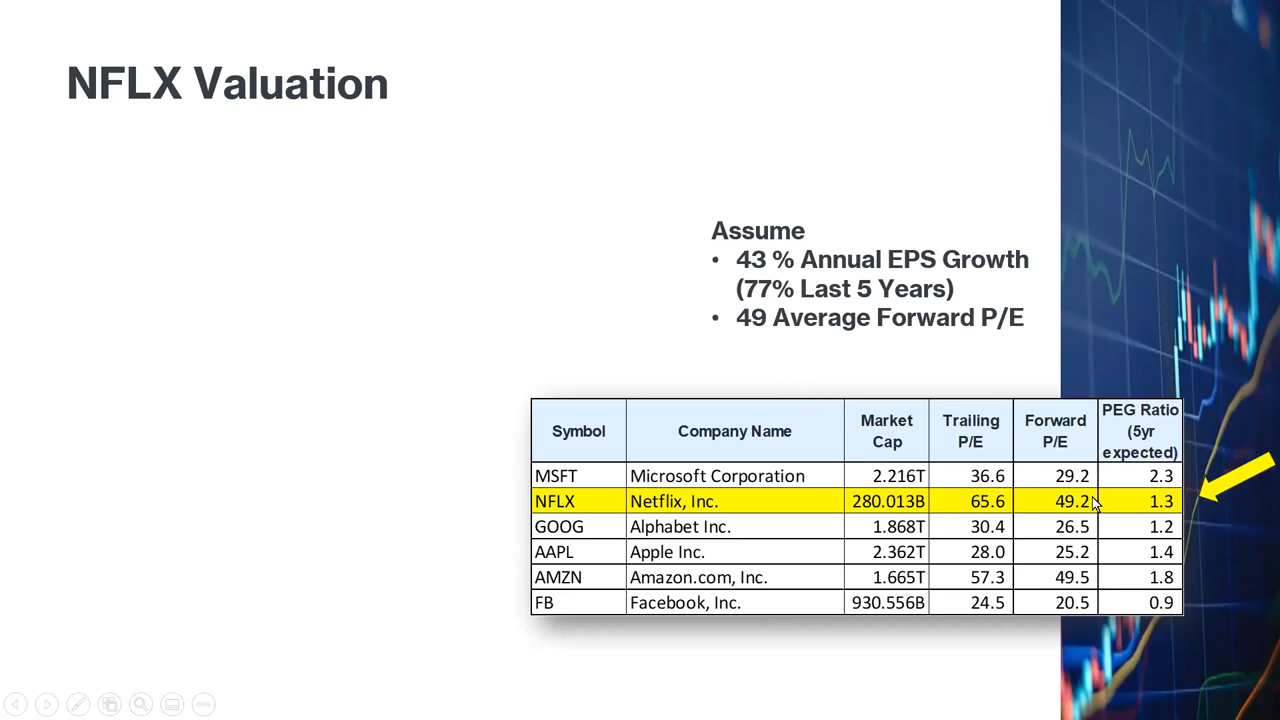 NFLX Valuation
Assume
• 43 % Annual EPS Growth
(77% Last 5 Years)
• 49 Average Forward P/E
Symbol Company Name Market Cap Trailing P/E Forward P/E PEG Ratio (5yr expected)
MSFT Microsoft Corporation 2.216T 36.6 29.2 2.3
NFLX Netflix, Inc. 280.013B 65.6 49.2 1.3
GOOG Alphabet Inc. 1.868T 30.4 26.5 1.2
AAPL Apple Inc. 2.362T 28.0 25.2 1.4
AMZN Amazon.com, Inc. 1.665T 57.3 49.5 1.8
FB Facebook, Inc. 930.556B 24.5 20.5 0.9